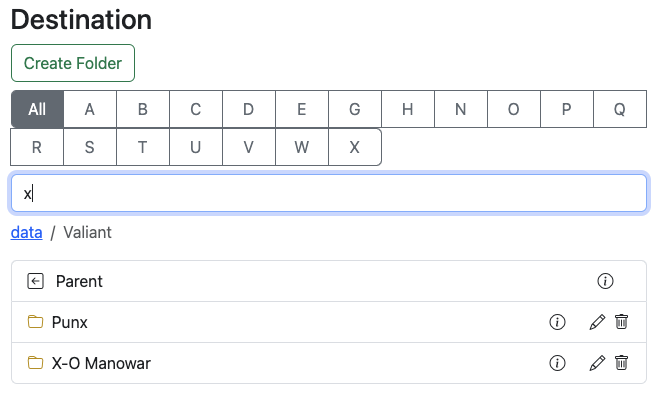 Destination
Create Folder
All A B C D E G H N O P Q
R S T U V W X
x
data / Valiant
Parent
Punx
X-O Manowar